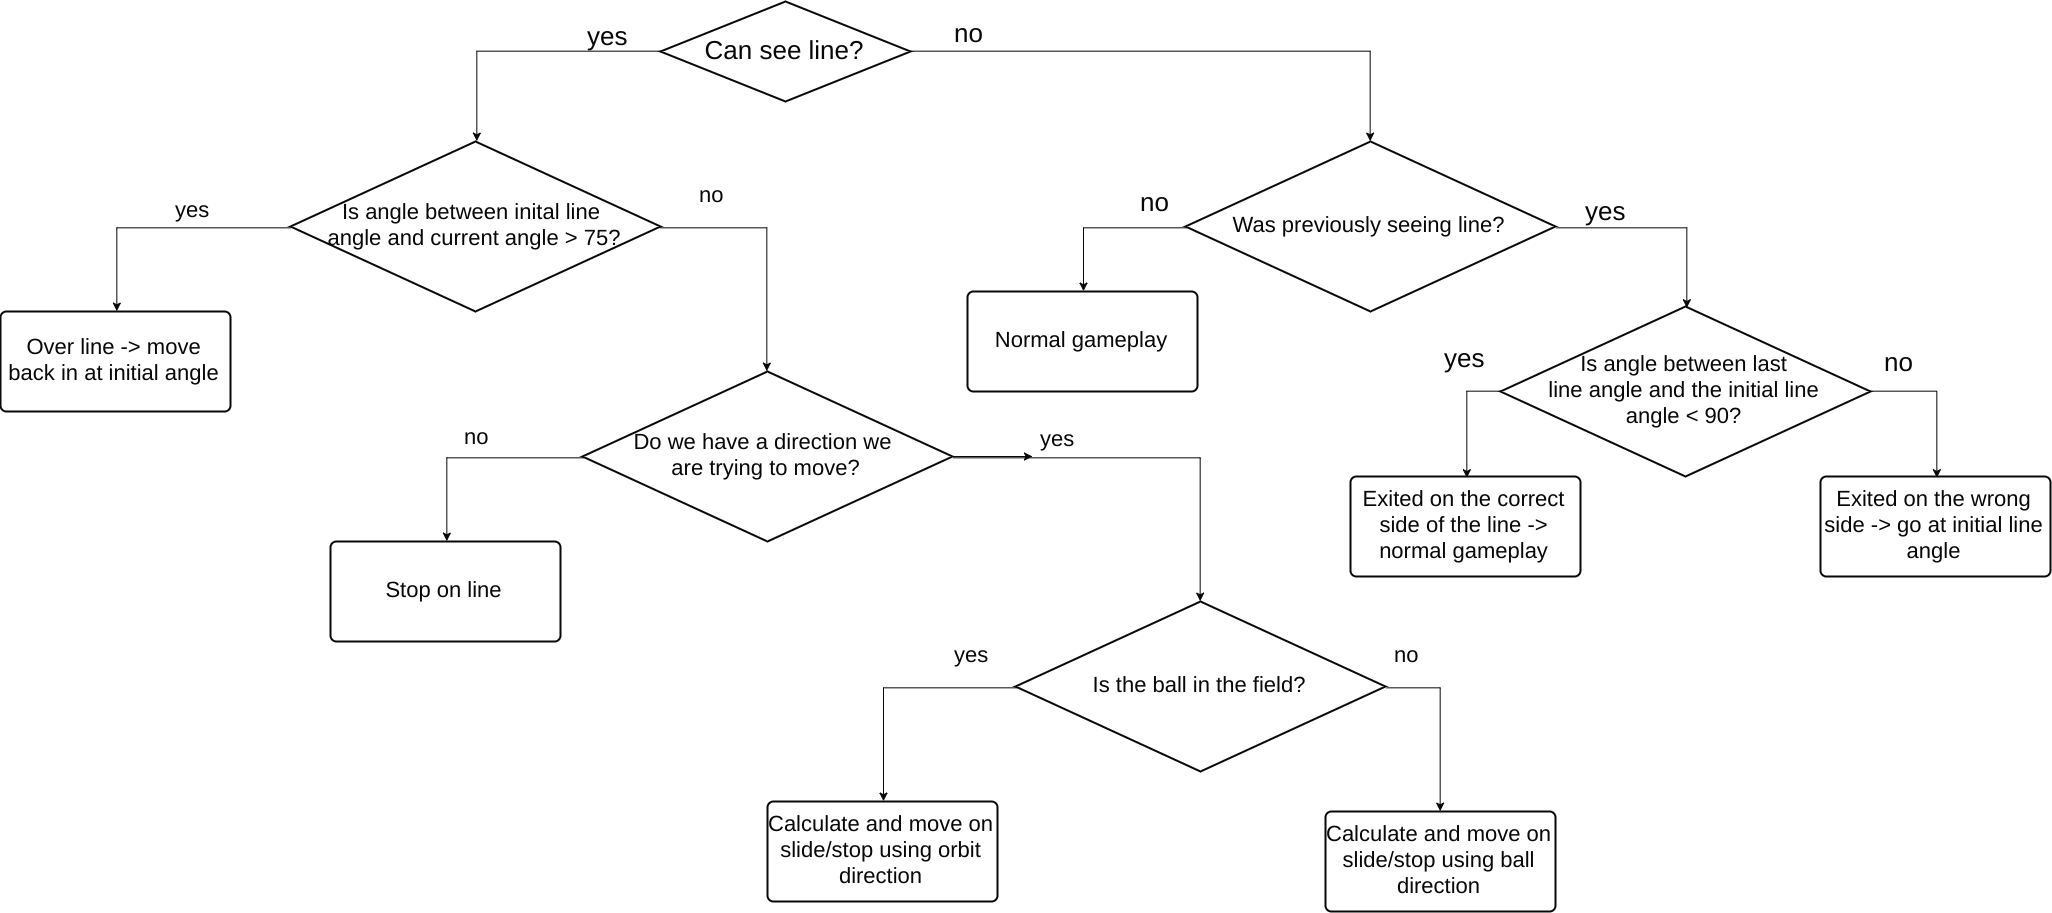 Can see line?
yes
no
Is angle between inital line
angle and current angle > 75?
yes
no
Was previously seeing line?
no
yes
Over line -> move
back in at initial angle
Normal gameplay
Is angle between last
line angle and the initial line
angle < 90?
yes
no
Do we have a direction we
are trying to move?
no
yes
Exited on the correct
side of the line ->
normal gameplay
Exited on the wrong
side -> go at initial line
angle
Stop on line
Is the ball in the field?
yes
no
Calculate and move on
slide/stop using orbit
direction
Calculate and move on
slide/stop using ball
direction